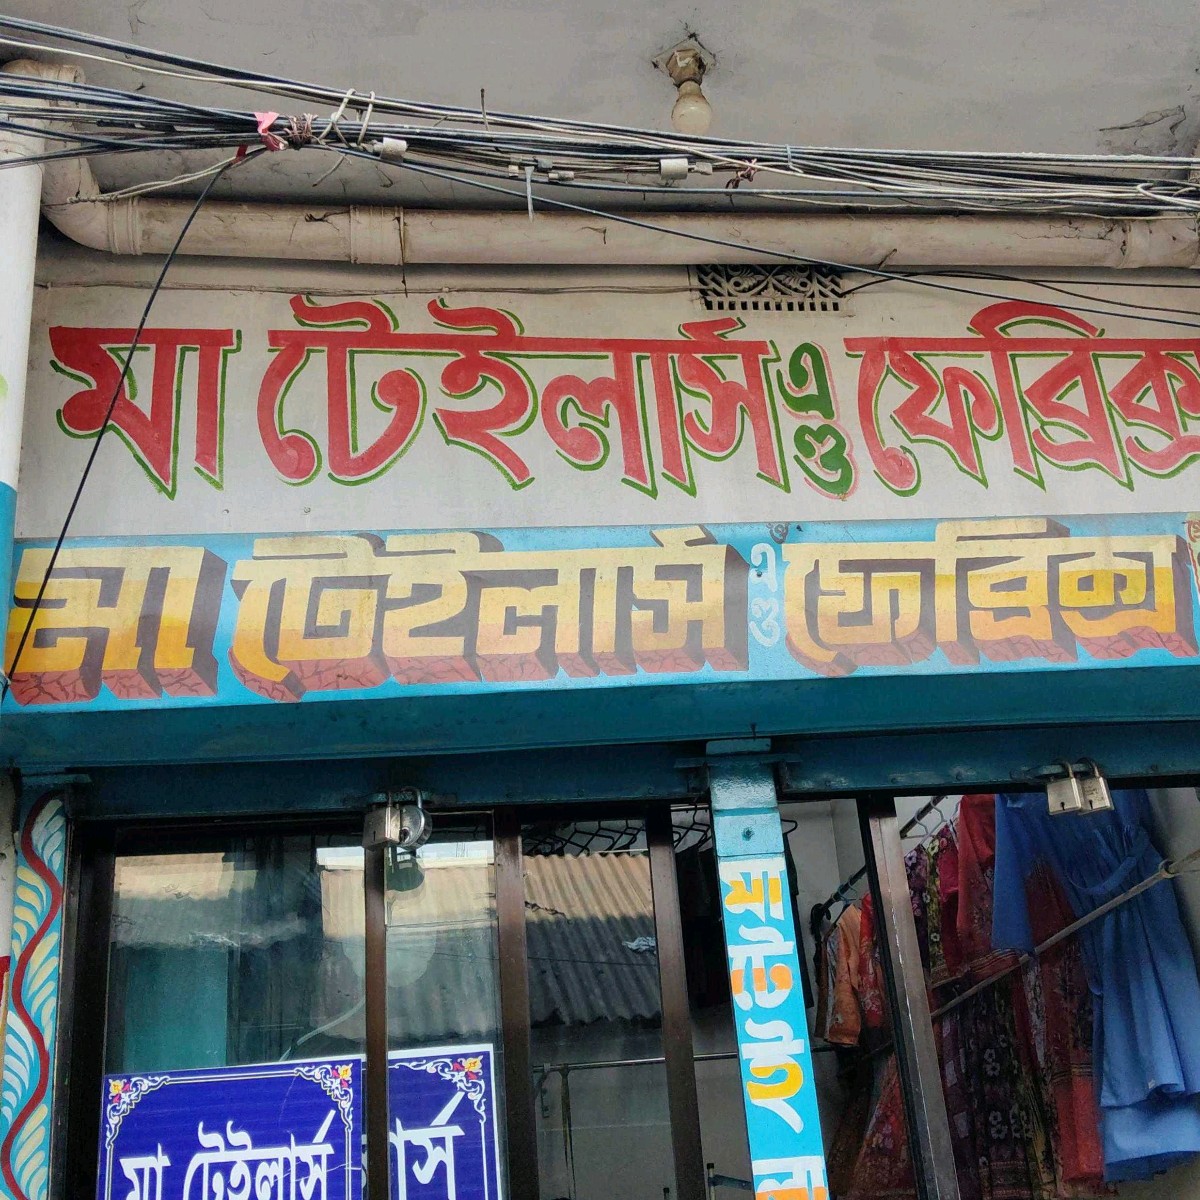 মা টেইলার্স এণ্ড ফেব্রিক্স
মা টেইলার্স এণ্ড ফেব্রিক্স
মা টেইলার্স
র্স